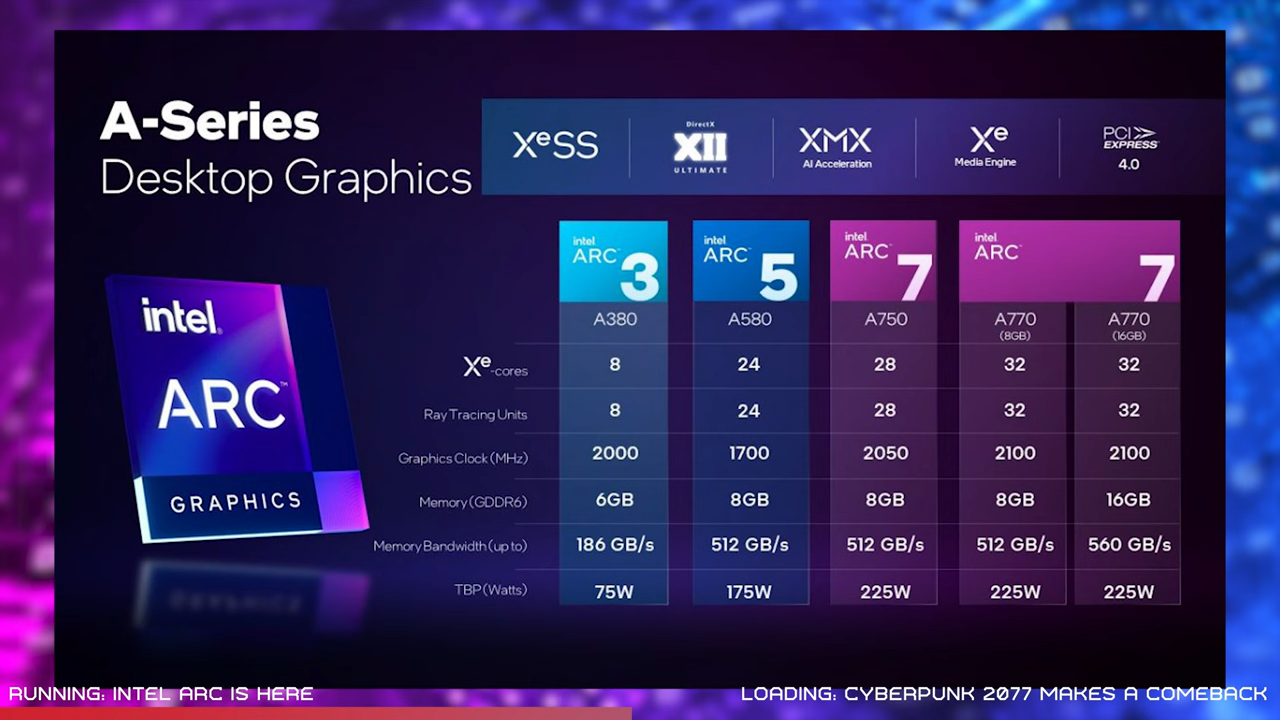 A-Series
Desktop Graphics
XeSS
DirectX
XII
ULTIMATE
XMX
AI Acceleration
Xe
Media Engine
PCI
EXPRESS
4.0
intel
ARC™ 3
intel
ARC™ 5
intel
ARC™ 7
intel
ARC™ 7
A380 A580 A750 A770 A770
(8GB) (16GB)
Xe-cores 8 24 28 32 32
Ray Tracing Units 8 24 28 32 32
Graphics Clock (MHz) 2000 1700 2050 2100 2100
Memory (GDDR6) 6GB 8GB 8GB 8GB 16GB
Memory Bandwidth (up to) 186 GB/s 512 GB/s 512 GB/s 512 GB/s 560 GB/s
TBP (Watts) 75W 175W 225W 225W 225W
intel®
ARC™
GRAPHICS
RUNNING: INTEL ARC IS HERE
LOADING: CYBERPUNK 2077 MAKES A COMEBACK